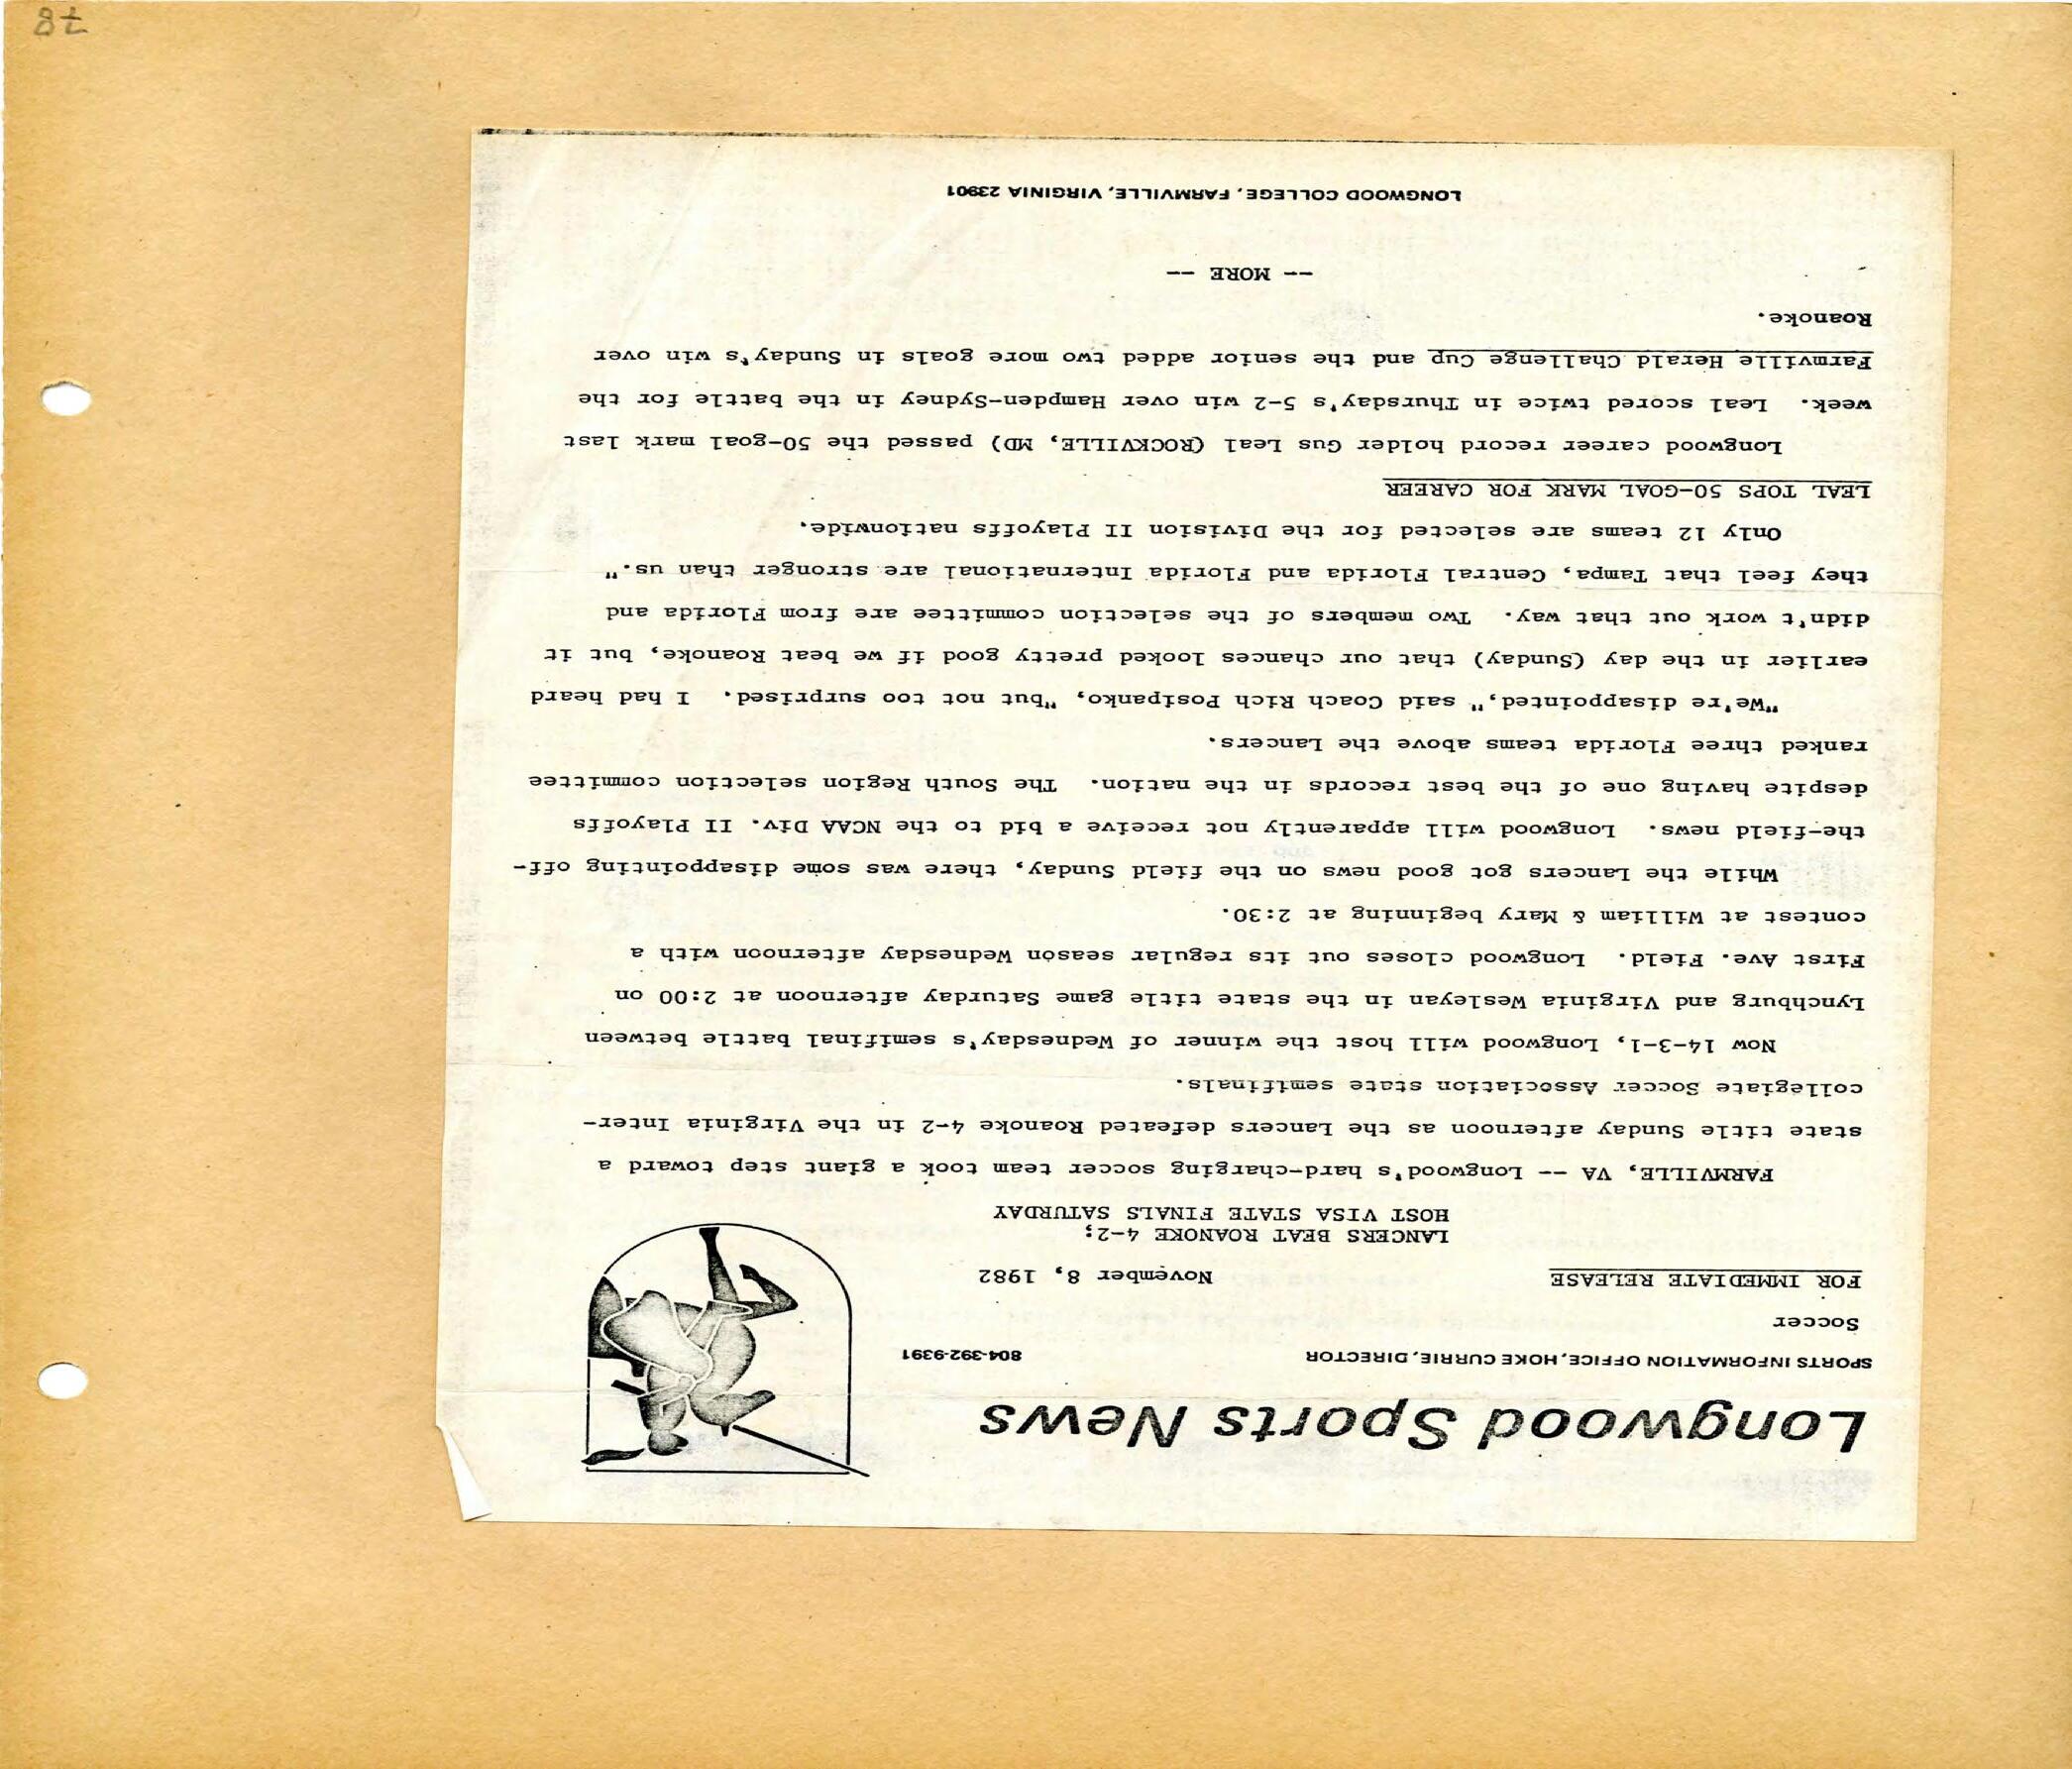 Longwood Sports News
SPORTS INFORMATION OFFICE, HOKE CURRIE, DIRECTOR 804-392-9391
Soccer
FOR IMMEDIATE RELEASE November 8, 1982
LANCERS BEAT ROANOKE 4-2;
HOST VISA STATE FINALS SATURDAY
FARMVILLE, VA -- Longwood's hard-charging soccer team took a giant step toward a
state title Sunday afternoon as the Lancers defeated Roanoke 4-2 in the Virginia Inter-
collegiate Soccer Association state semifinals.
Now 14-3-1, Longwood will host the winner of Wednesday's semifinal battle between
Lynchburg and Virginia Wesleyan in the state title game Saturday afternoon at 2:00 on
First Ave. Field. Longwood closes out its regular season Wednesday afternoon with a
contest at William & Mary beginning at 2:30.
While the Lancers got good news on the field Sunday, there was some disappointing off-
the-field news. Longwood will apparently not receive a bid to the NCAA Div. II Playoffs
despite having one of the best records in the nation. The South Region selection committee
ranked three Florida teams above the Lancers.
"We're disappointed," said Coach Rich Posipanko, "but not too surprised. I had heard
earlier in the day (Sunday) that our chances looked pretty good if we beat Roanoke, but it
didn't work out that way. Two members of the selection committee are from Florida and
they feel that Tampa, Central Florida and Florida International are stronger than us."
Only 12 teams are selected for the Division II Playoffs nationwide.
LEAL TOPS 50-GOAL MARK FOR CAREER
Longwood career record holder Gus Leal (ROCKVILLE, MD) passed the 50-goal mark last
week. Leal scored twice in Thursday's 5-2 win over Hampden-Sydney in the battle for the
Farmville Herald Challenge Cup and the senior added two more goals in Sunday's win over
Roanoke.
-- MORE --
LONGWOOD COLLEGE, FARMVILLE, VIRGINIA 23901
78